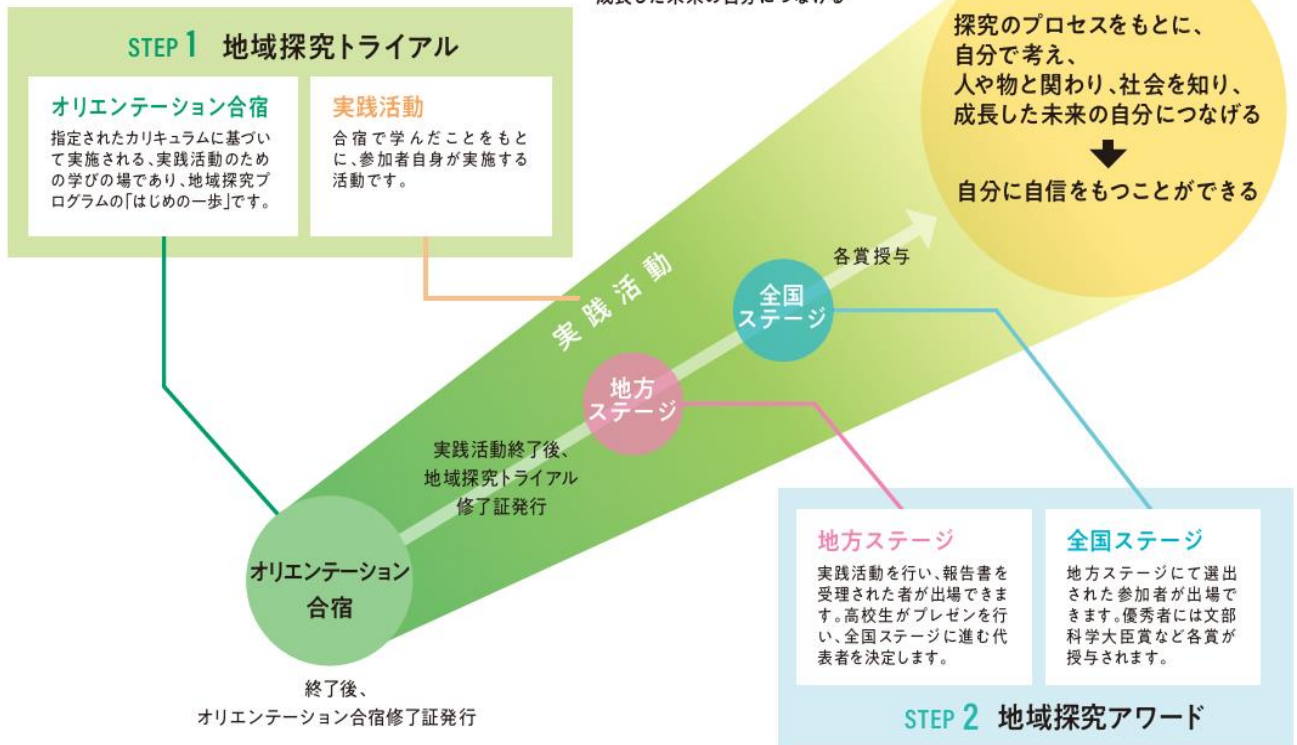 成長した未来の自分につなげる
STEP 1 地域探究トライアル
オリエンテーション合宿
指定されたカリキュラムに基づい
て実施される、実践活動のため
の学びの場であり、地域探究プ
ログラムの「はじめの一歩」です。
実践活動
合宿で学んだことをもと
に、参加者自身が実施する
活動です。
探究のプロセスをもとに、
自分で考え、
人や物と関わり、社会を知り、
成長した未来の自分につなげる
自分に自信をもつことができる
各賞授与
実践活動
全国
ステージ
地方
ステージ
実践活動終了後、
地域探究トライアル
修了証発行
オリエンテーション
合宿
終了後、
オリエンテーション合宿修了証発行
地方ステージ
実践活動を行い、報告書を
受理された者が出場できま
す。高校生がプレゼンを行
い、全国ステージに進む代
表者を決定します。
全国ステージ
地方ステージにて選出
された参加者が出場で
きます。優秀者には文部
科学大臣賞など各賞が
授与されます。
STEP 2 地域探究アワード